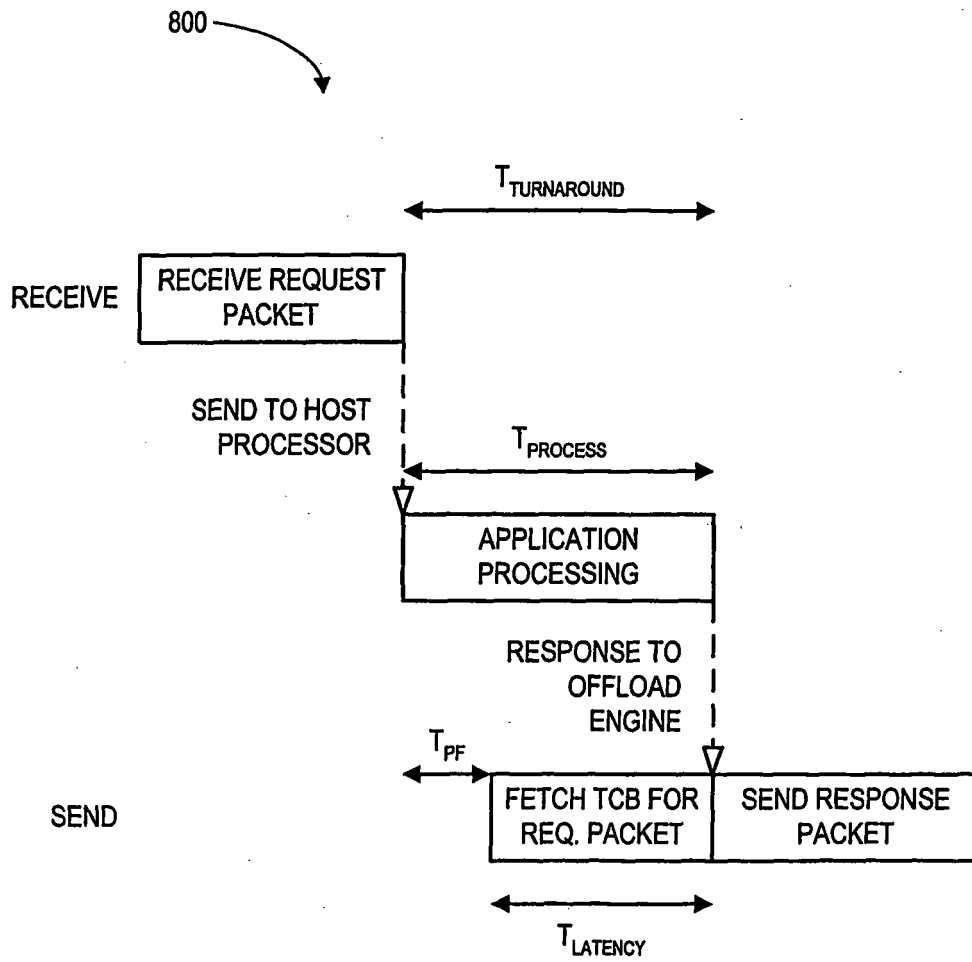 800
T_TURNAROUND
RECEIVE
RECEIVE REQUEST
PACKET
SEND TO HOST
PROCESSOR
T_PROCESS
APPLICATION
PROCESSING
RESPONSE TO
OFFLOAD
ENGINE
T_PF
SEND
FETCH TCB FOR
REQ. PACKET
SEND RESPONSE
PACKET
T_LATENCY